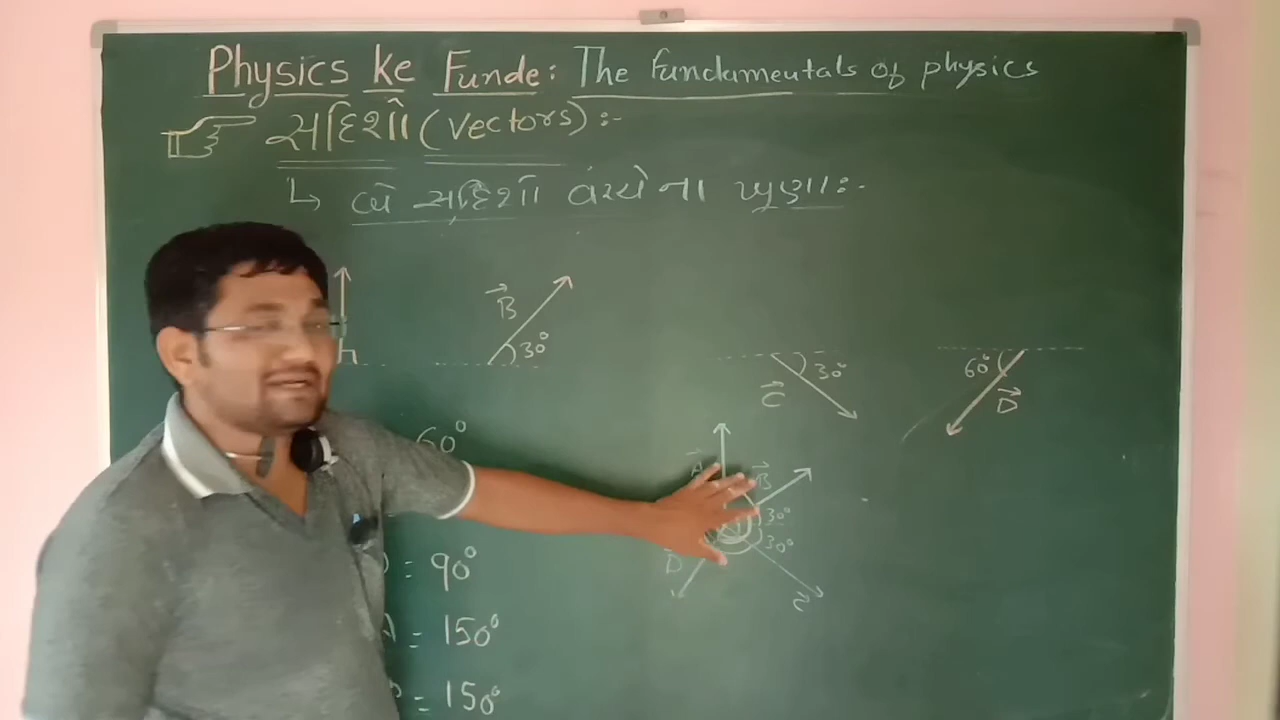 Physics ke Funde: The fundamentals of physics
સદિશો (Vectors):-
બે સદિશો વચ્ચેના ખૂણા:-
B 30°
C 30°
60° D
60°
A B
30°
30°
D C
= 90°
A = 150°
= 150°